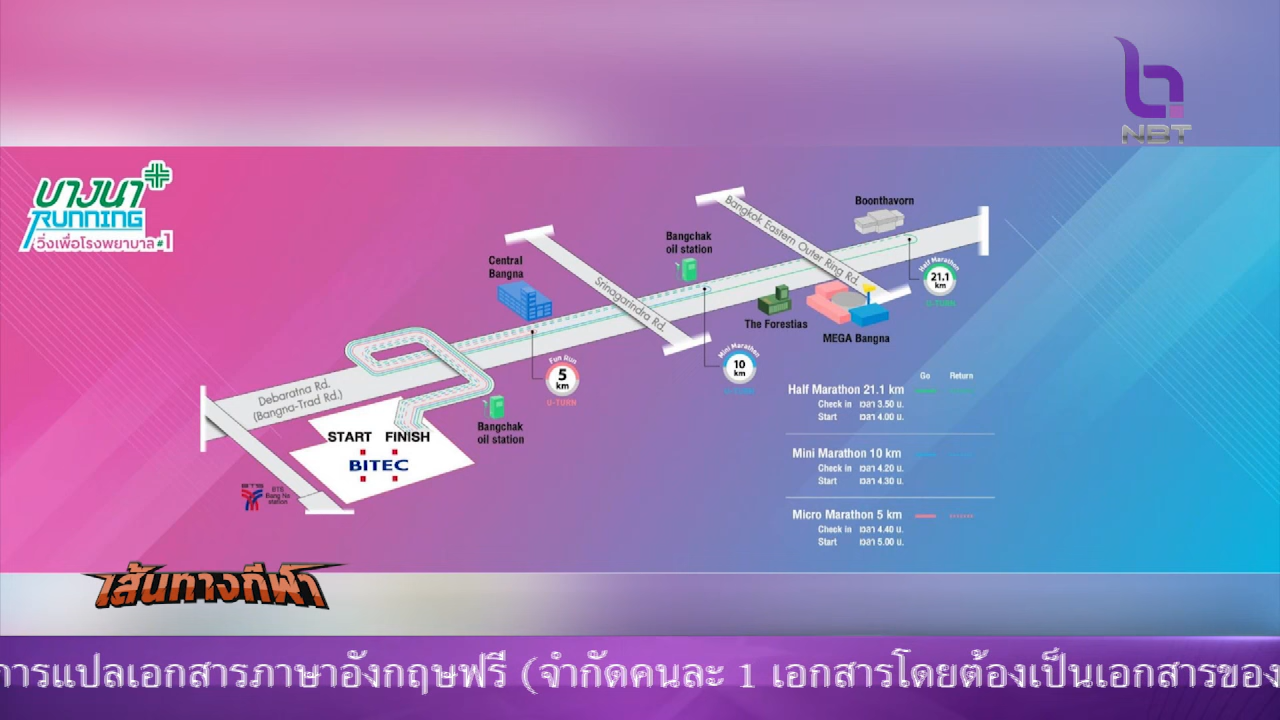 NBT
บางนา
RUNNING
วิ่งเพื่อโรงพยาบาล #1
Boonthavorn
Bangkok Eastern Outer Ring Rd.
Bangchak
oil station
Central
Bangna
Srinagarindra Rd.
Half Marathon
21.1
km
U-TURN
The Forestias
MEGA Bangna
Mini Marathon
10
km
U-TURN
Fun Run
5
km
U-TURN
Debaratna Rd.
(Bangna-Trad Rd.)
Bangchak
oil station
START FINISH
BITEC
BTS
BTS
Bang Na
station
Go Return
Half Marathon 21.1 km
Check in เวลา 3.50 น.
Start เวลา 4.00 น.
Mini Marathon 10 km
Check in เวลา 4.20 น.
Start เวลา 4.30 น.
Micro Marathon 5 km
Check in เวลา 4.40 น.
Start เวลา 5.00 น.
เส้นทางกีฬา
การแปลเอกสารภาษาอังกฤษฟรี (จำกัดคนละ 1 เอกสารโดยต้องเป็นเอกสารของ